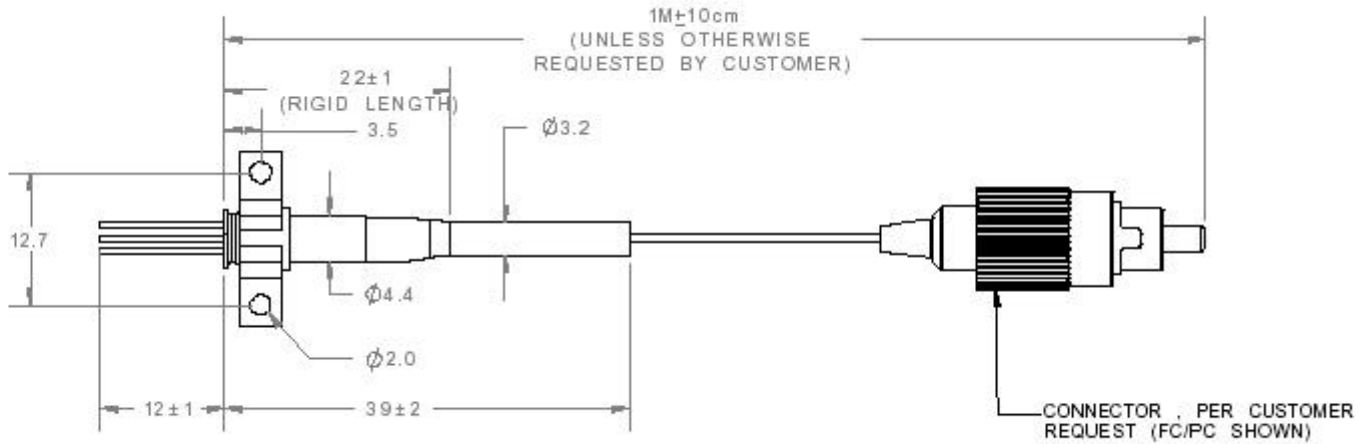 1M±10cm
(UNLESS OTHERWISE
REQUESTED BY CUSTOMER)
22±1
(RIGID LENGTH)
3.5
Ø3.2
12.7
Ø4.4
Ø2.0
12±1
39±2
CONNECTOR , PER CUSTOMER
REQUEST (FC/PC SHOWN)